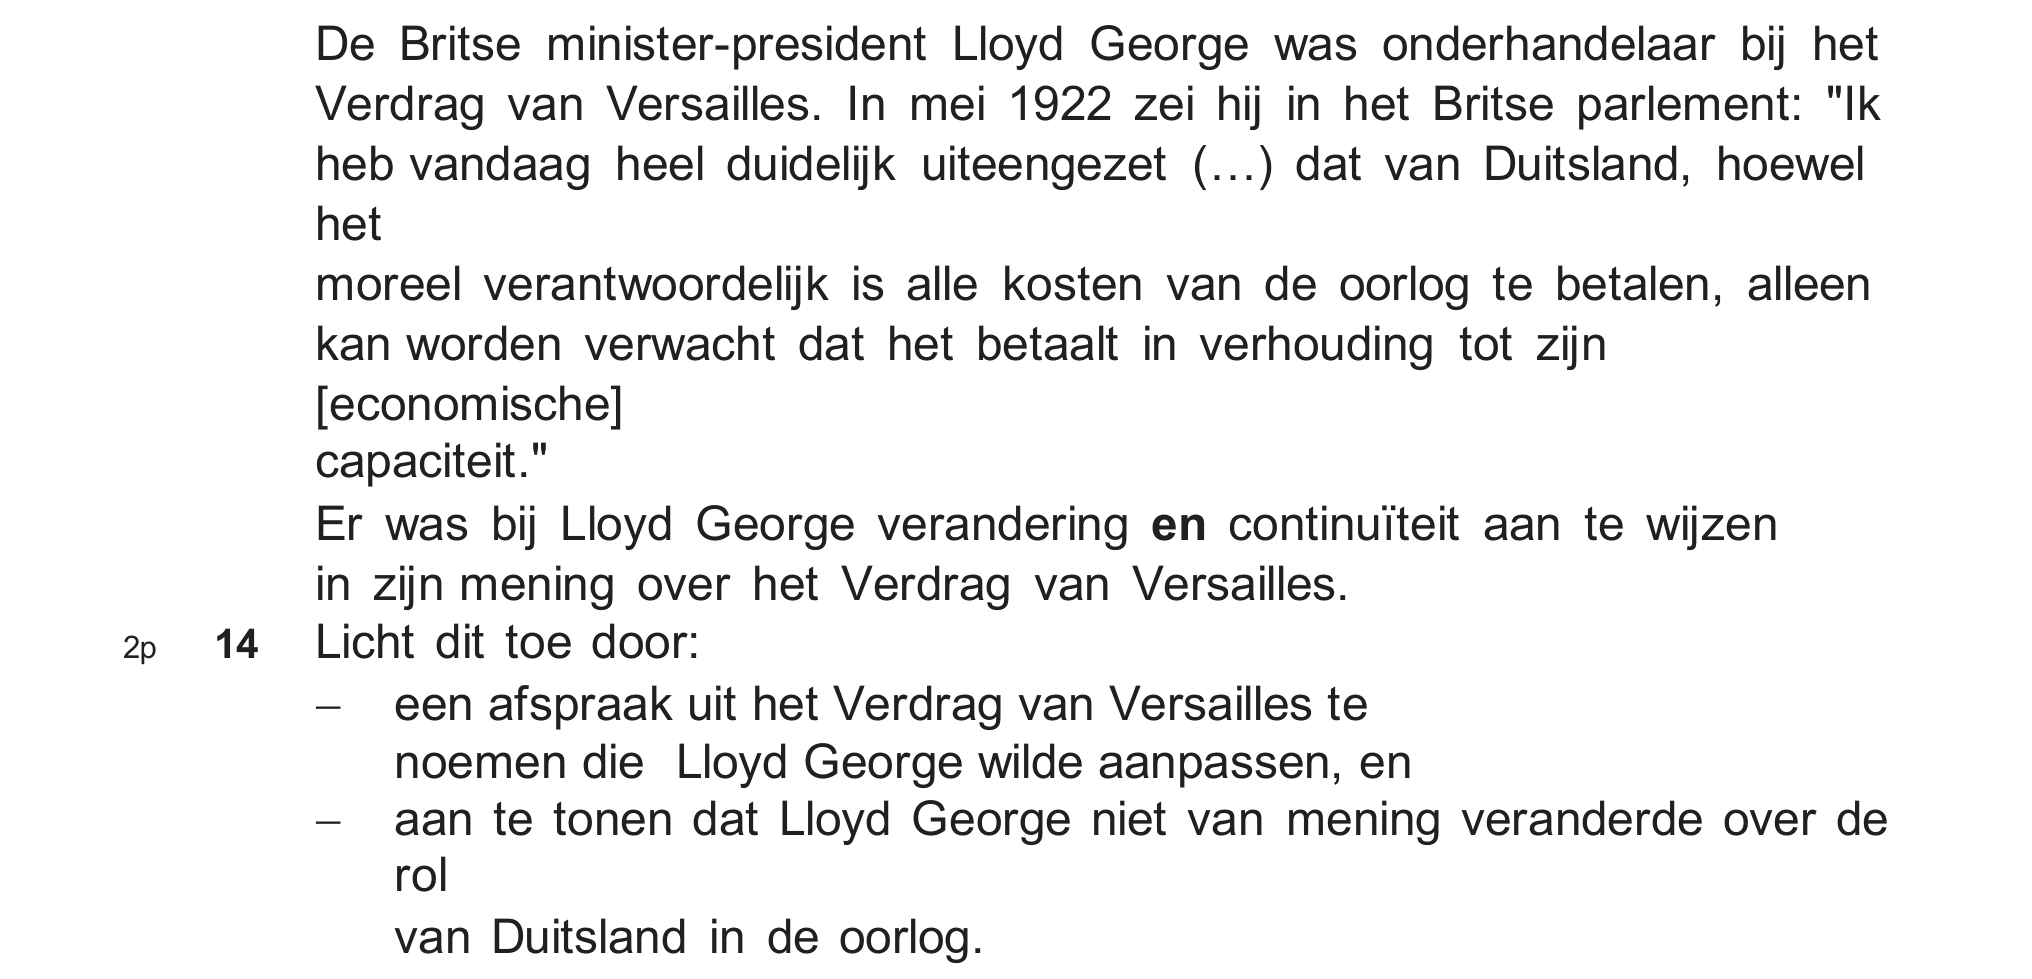 De Britse minister-president Lloyd George was onderhandelaar bij het
Verdrag van Versailles. In mei 1922 zei hij in het Britse parlement: "Ik
heb vandaag heel duidelijk uiteengezet (…) dat van Duitsland, hoewel
het
moreel verantwoordelijk is alle kosten van de oorlog te betalen, alleen
kan worden verwacht dat het betaalt in verhouding tot zijn
[economische]
capaciteit."
Er was bij Lloyd George verandering en continuïteit aan te wijzen
in zijn mening over het Verdrag van Versailles.
2p 14 Licht dit toe door:
– een afspraak uit het Verdrag van Versailles te
noemen die Lloyd George wilde aanpassen, en
– aan te tonen dat Lloyd George niet van mening veranderde over de
rol
van Duitsland in de oorlog.